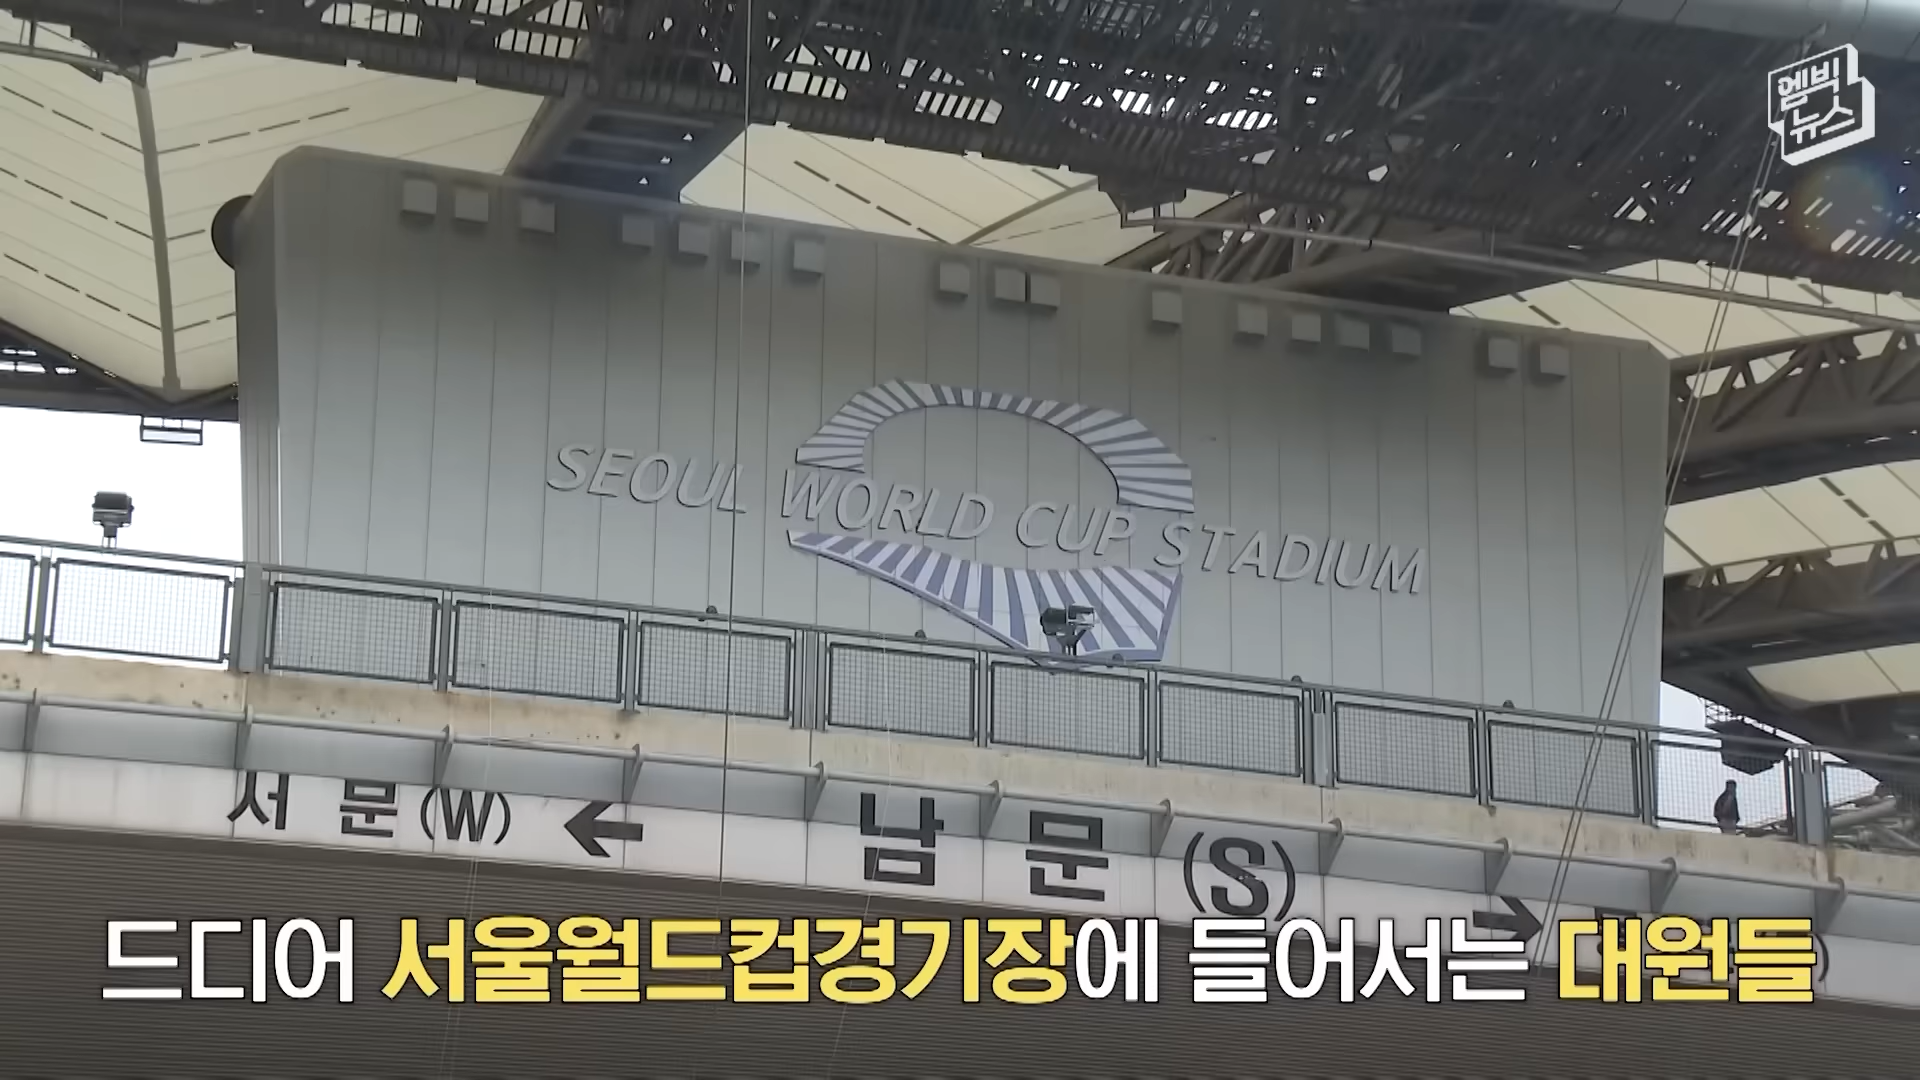 엠빅
뉴스
SEOUL WORLD CUP STADIUM
서 문(W) ← 남 문(S) →
드디어 서울월드컵경기장에 들어서는 대원들